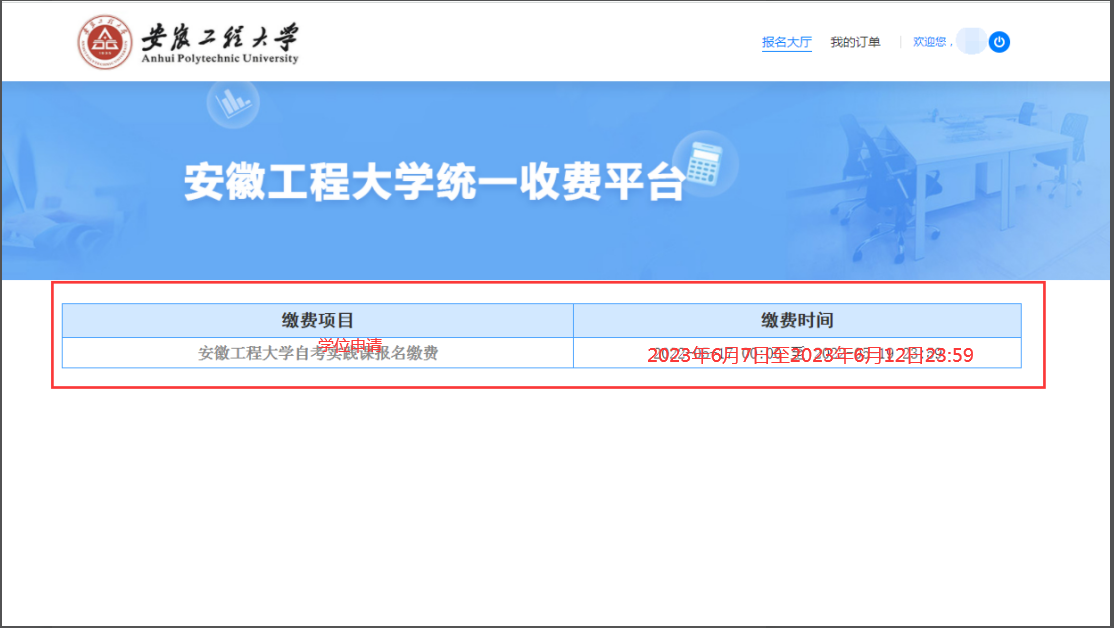 安徽工程大学
Anhui Polytechnic University
报名大厅 我的订单 欢迎您，
安徽工程大学统一收费平台
缴费项目 缴费时间
学位申请
安徽工程大学自考实践课报名缴费
2023年6月7日至2023年6月12日23:59